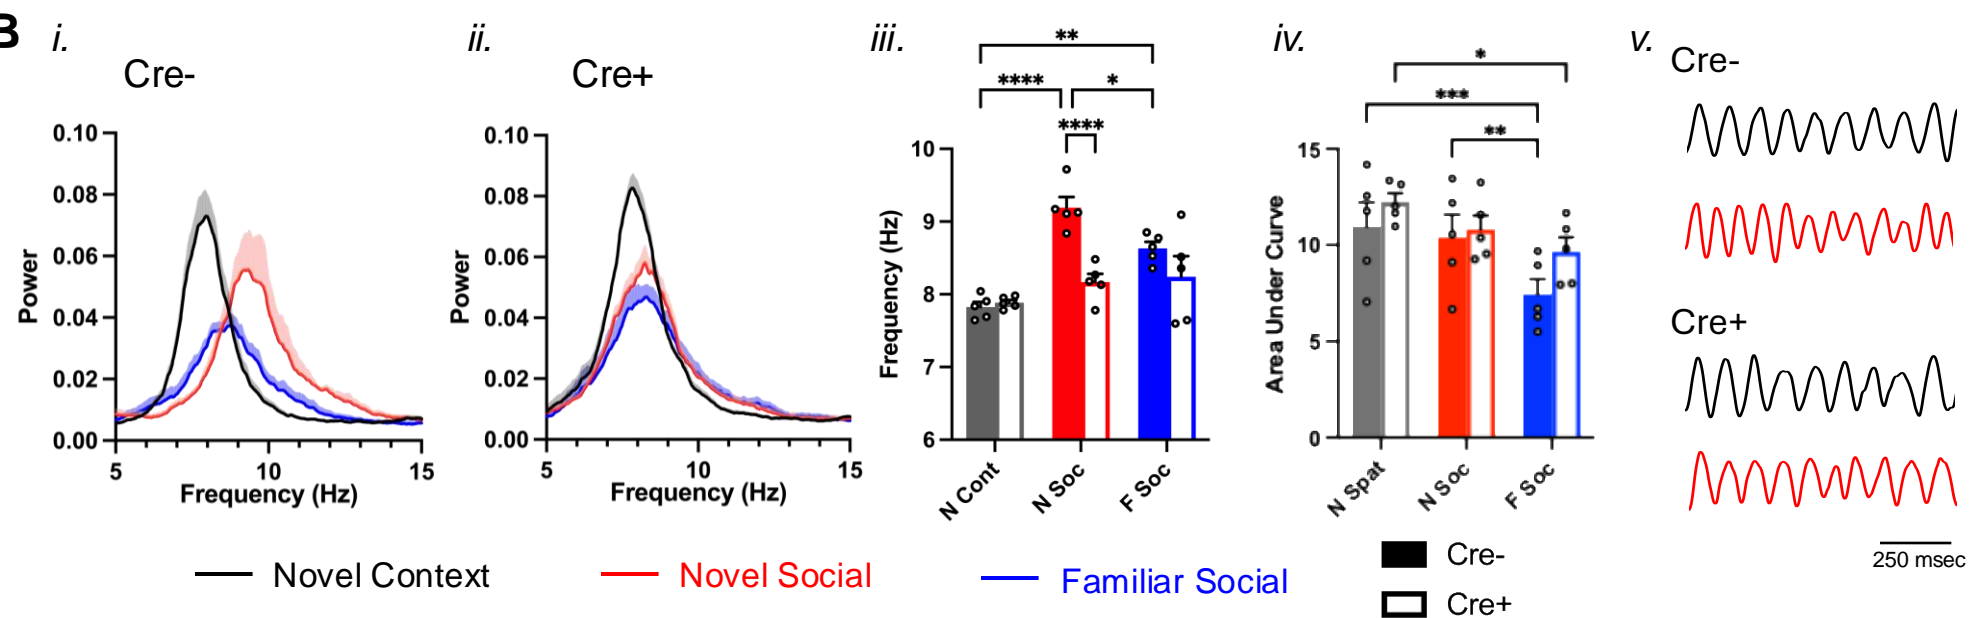 B
i.
Cre-
0.10
0.08
0.06
0.04
0.02
0.00
Power
5
10
15
Frequency (Hz)
ii.
Cre+
0.10
0.08
0.06
0.04
0.02
0.00
Power
5
10
15
Frequency (Hz)
iii.
**
****
*
****
10
9
8
7
6
Frequency (Hz)
N Cont
N Soc
F Soc
iv.
*
***
**
15
10
5
0
Area Under Curve
N Spat
N Soc
F Soc
v.
Cre-
Cre+
250 msec
Novel Context
Novel Social
Familiar Social
Cre-
Cre+